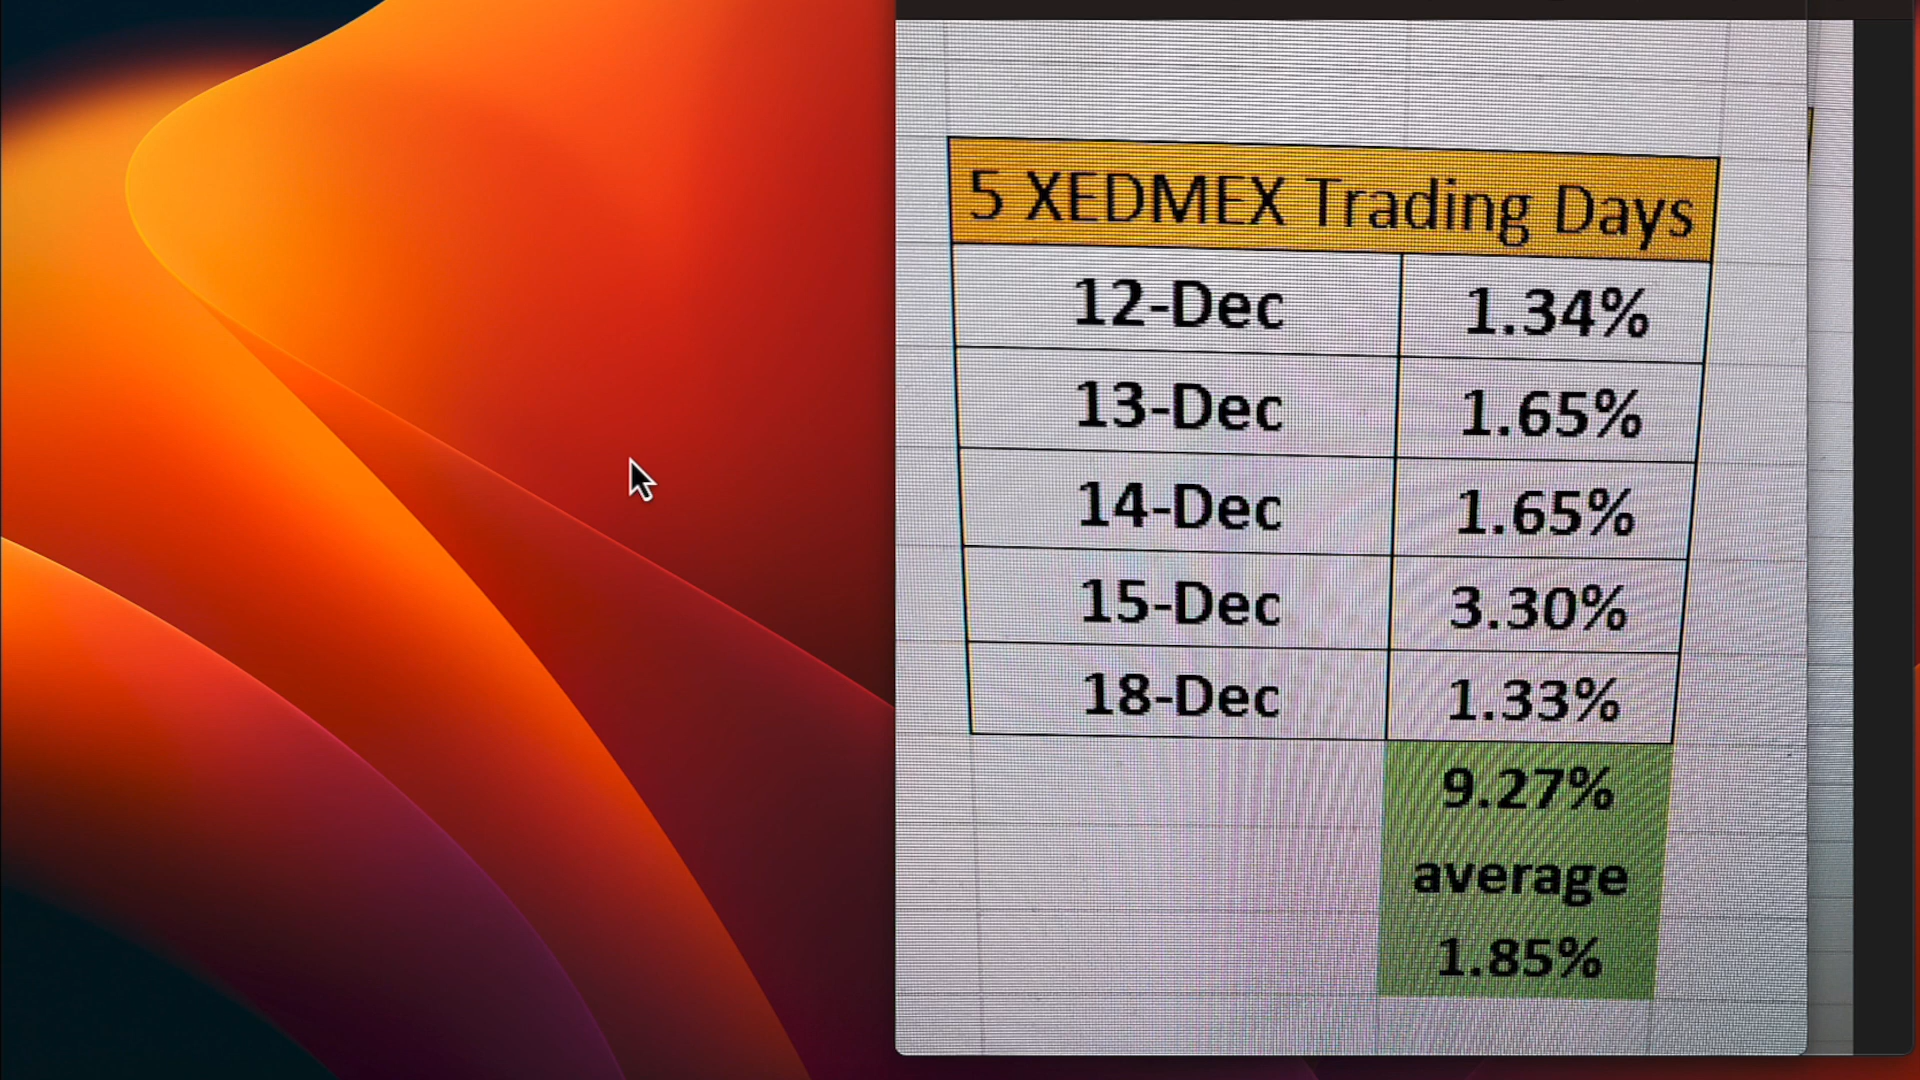 5 XEDMEX Trading Days
12-Dec 1.34%
13-Dec 1.65%
14-Dec 1.65%
15-Dec 3.30%
18-Dec 1.33%
9.27%
average
1.85%